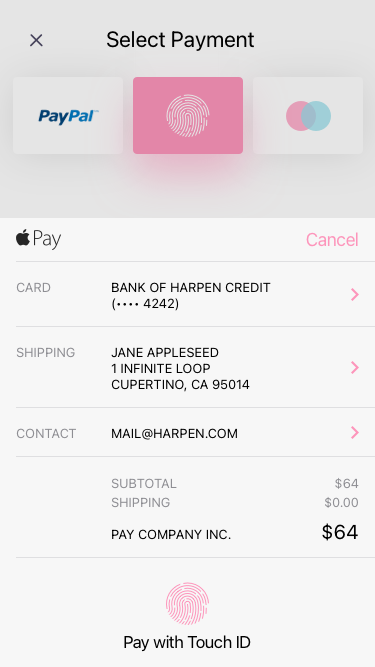 Select Payment
PayPal™
Pay
Cancel
CARD
BANK OF HARPEN CREDIT
(•••• 4242)
SHIPPING
JANE APPLESEED
1 INFINITE LOOP
CUPERTINO, CA 95014
CONTACT
MAIL@HARPEN.COM
SUBTOTAL $64
SHIPPING $0.00
PAY COMPANY INC. $64
Pay with Touch ID